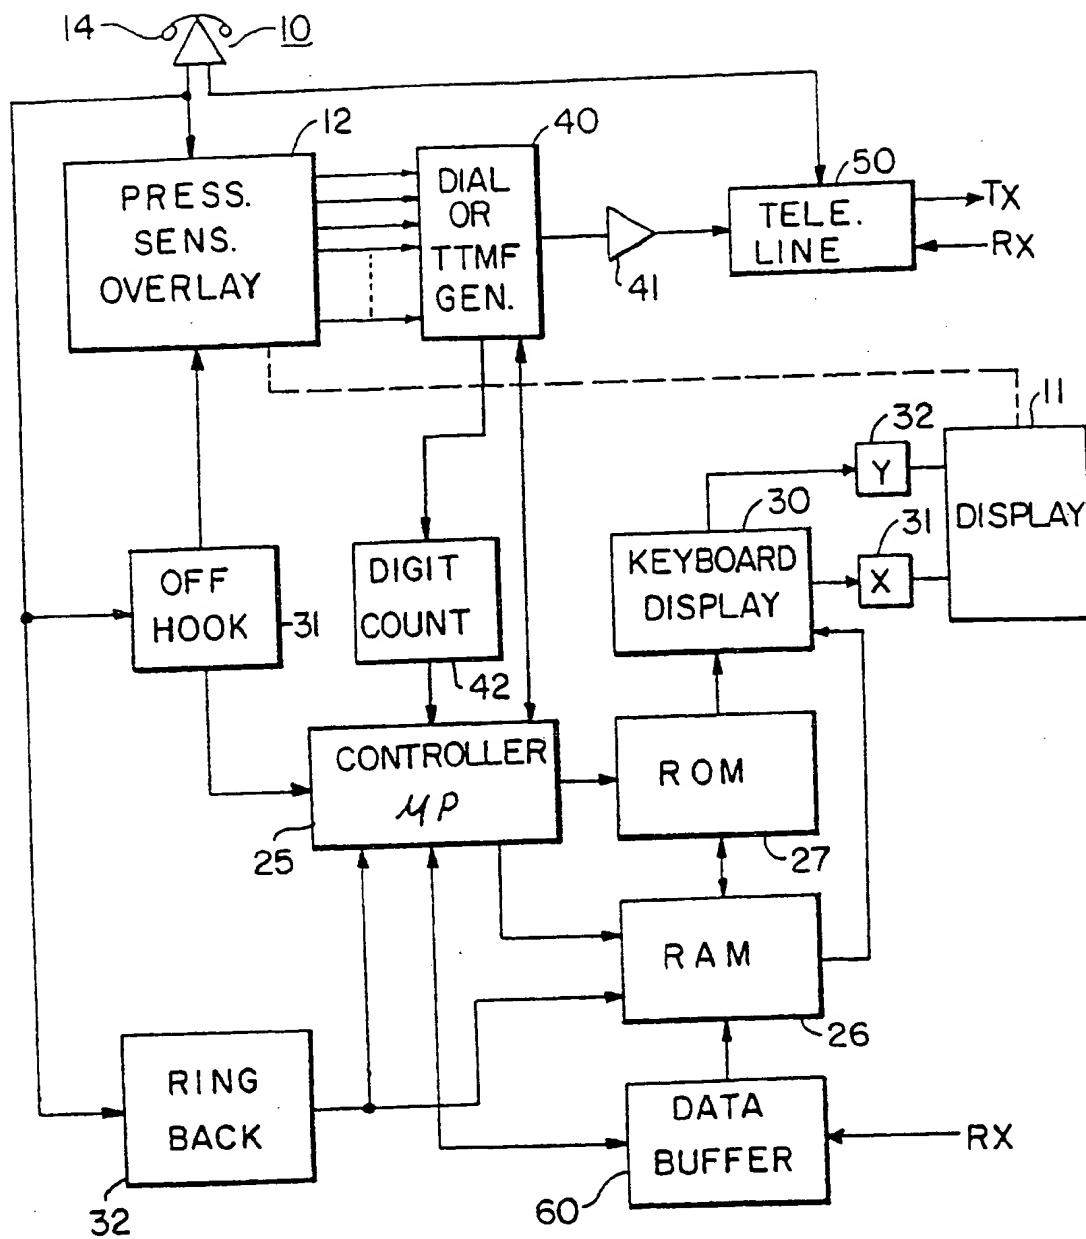 14
10
12
PRESS.
SENS.
OVERLAY
40
DIAL
OR
TTMF
GEN.
41
50
TELE.
LINE
TX
RX
11
DISPLAY
32
Y
31
X
30
KEYBOARD
DISPLAY
OFF
HOOK
31
DIGIT
COUNT
42
CONTROLLER
μP
25
ROM
27
RAM
26
RING
BACK
32
DATA
BUFFER
60
RX